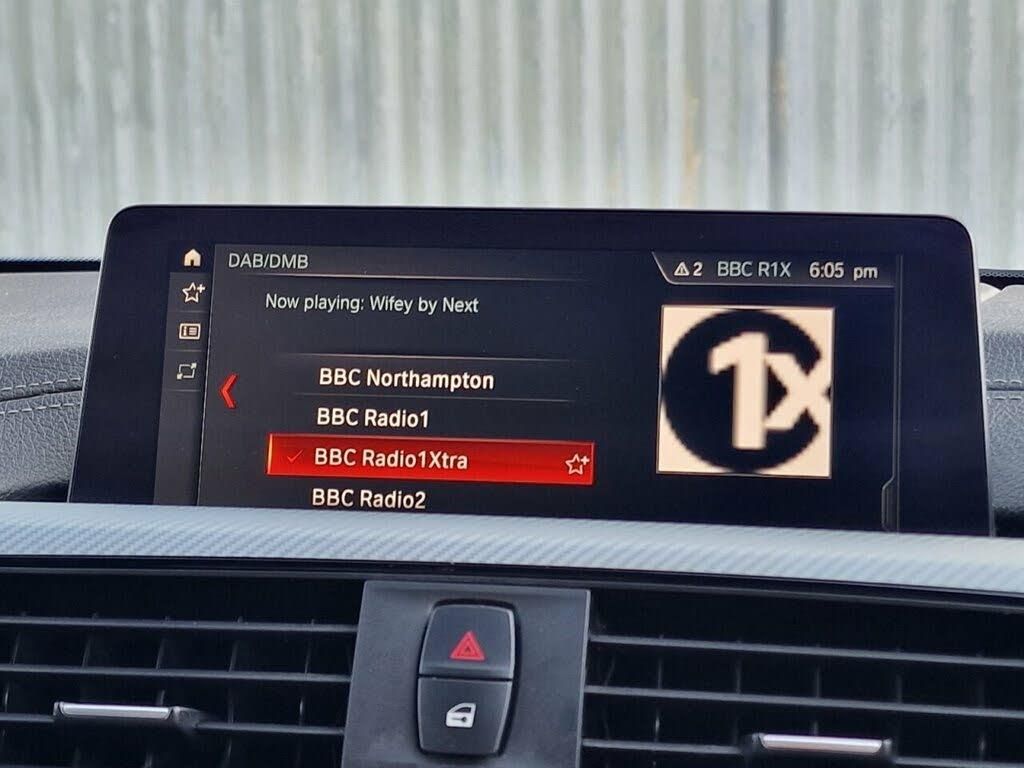 DAB/DMB
2 BBC R1X 6:05 pm
Now playing: Wifey by Next
BBC Northampton
BBC Radio1
BBC Radio1Xtra
BBC Radio2
1X